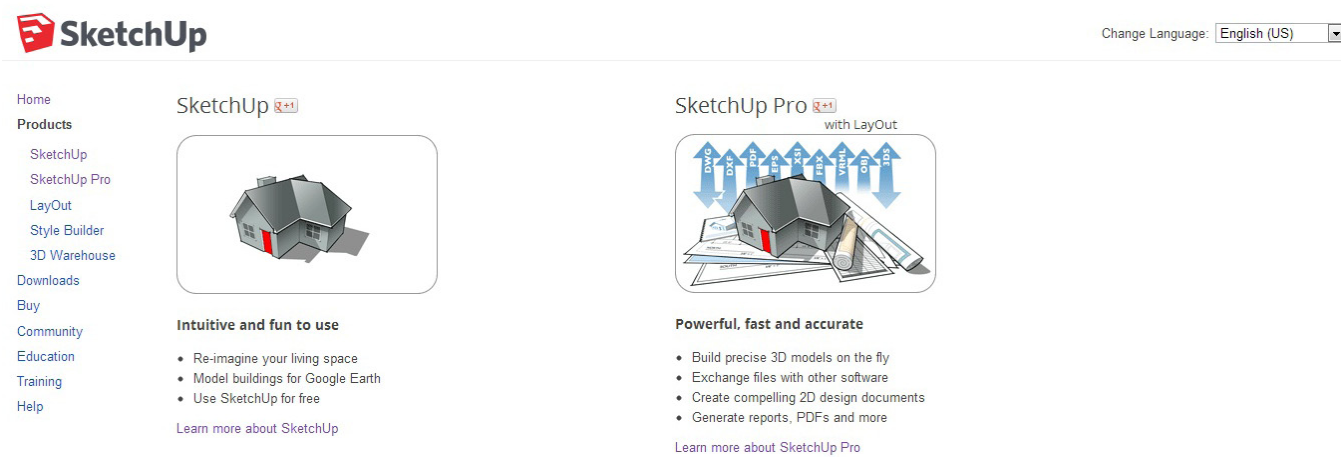 SketchUp
Change Language: English (US)
Home
Products
SketchUp
SketchUp Pro
LayOut
Style Builder
3D Warehouse
Downloads
Buy
Community
Education
Training
Help
SketchUp g+1
Intuitive and fun to use
Re-imagine your living space
Model buildings for Google Earth
Use SketchUp for free
Learn more about SketchUp
SketchUp Pro g+1
with LayOut
DWG
DXF
PDF
EPS
XSI
FBX
VRML
OBJ
3DS
Powerful, fast and accurate
Build precise 3D models on the fly
Exchange files with other software
Create compelling 2D design documents
Generate reports, PDFs and more
Learn more about SketchUp Pro